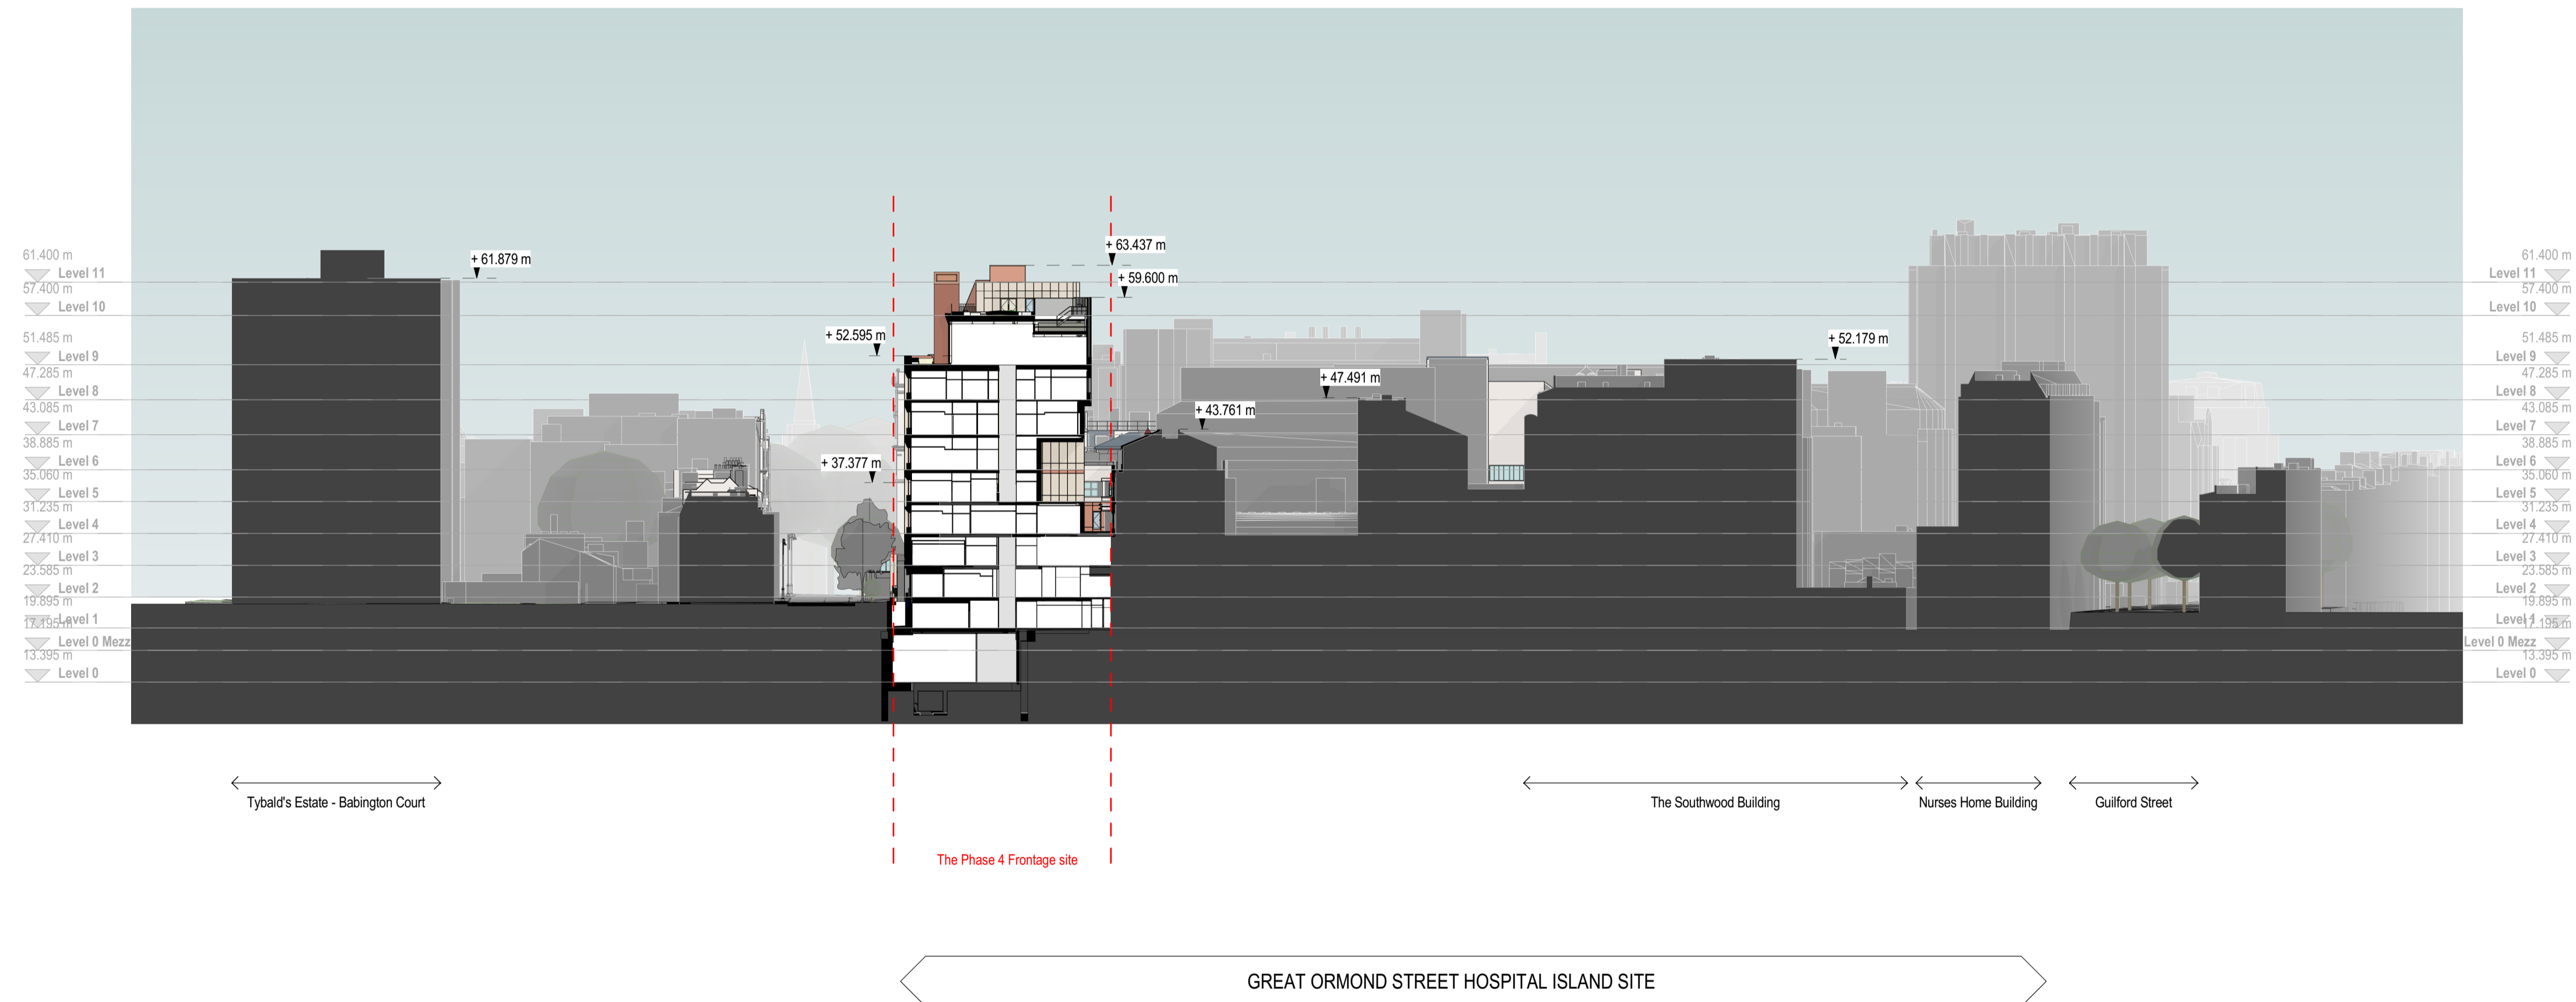 61.400 m
Level 11
57.400 m
Level 10
51.485 m
Level 9
47.285 m
Level 8
43.085 m
Level 7
38.885 m
Level 6
35.060 m
Level 5
31.235 m
Level 4
27.410 m
Level 3
23.585 m
Level 2
19.895 m
Level 1
17.195 m
Level 0 Mezz
13.395 m
Level 0
+ 61.879 m
+ 63.437 m
+ 59.600 m
+ 52.595 m
+ 52.179 m
+ 47.491 m
+ 43.761 m
+ 37.377 m
61.400 m
Level 11
57.400 m
Level 10
51.485 m
Level 9
47.285 m
Level 8
43.085 m
Level 7
38.885 m
Level 6
35.060 m
Level 5
31.235 m
Level 4
27.410 m
Level 3
23.585 m
Level 2
19.895 m
Level 1
17.195 m
Level 0 Mezz
13.395 m
Level 0
Tybald's Estate - Babington Court
The Southwood Building
Nurses Home Building
Guilford Street
The Phase 4 Frontage site
GREAT ORMOND STREET HOSPITAL ISLAND SITE